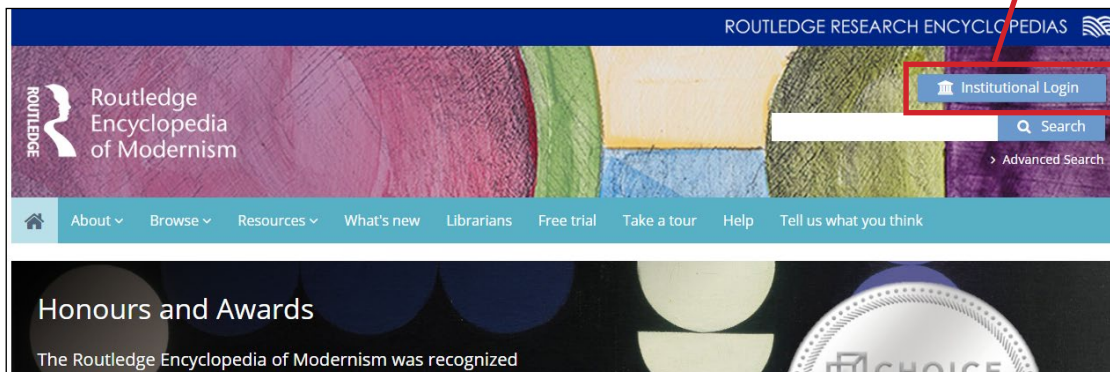 ROUTLEDGE RESEARCH ENCYCLOPEDIAS
ROUTLEDGE
Routledge
Encyclopedia
of Modernism
Institutional Login
Search
› Advanced Search
About Browse Resources What's new Librarians Free trial Take a tour Help Tell us what you think
Honours and Awards
The Routledge Encyclopedia of Modernism was recognized
CHOICE